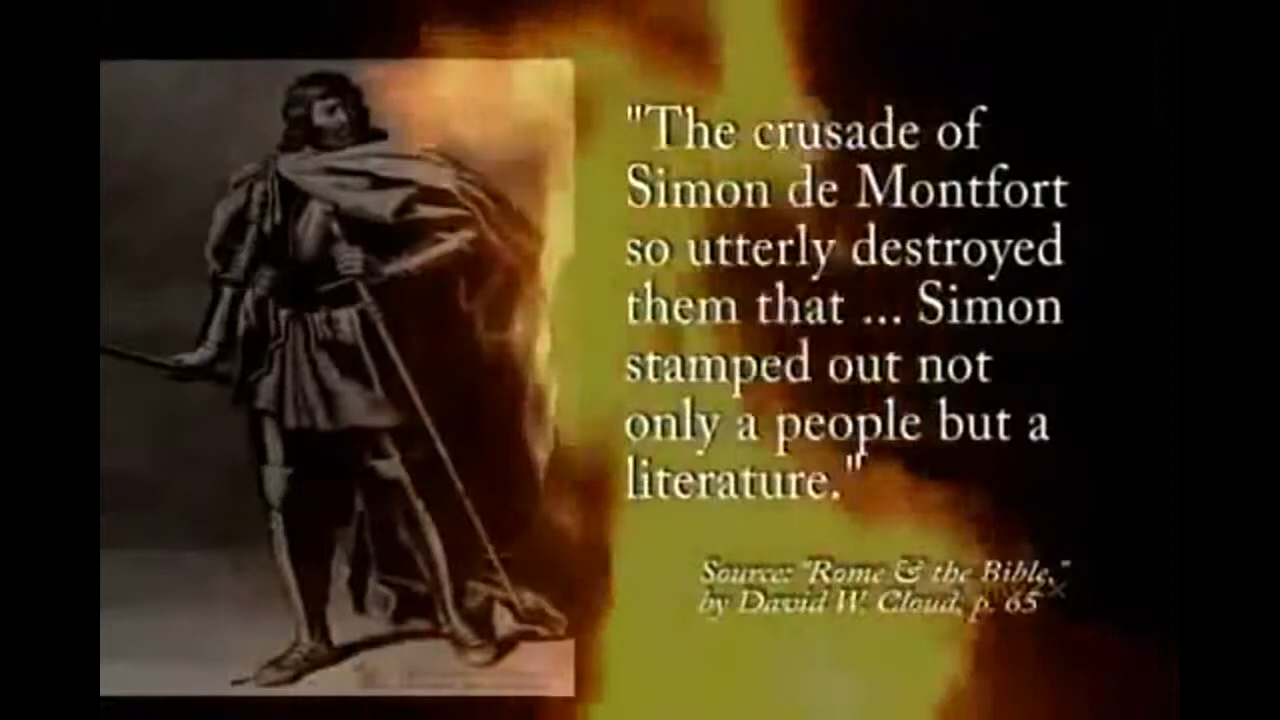 "The crusade of
Simon de Montfort
so utterly destroyed
them that ... Simon
stamped out not
only a people but a
literature."
Source: "Rome & the Bible,"
by David W. Cloud, p. 65